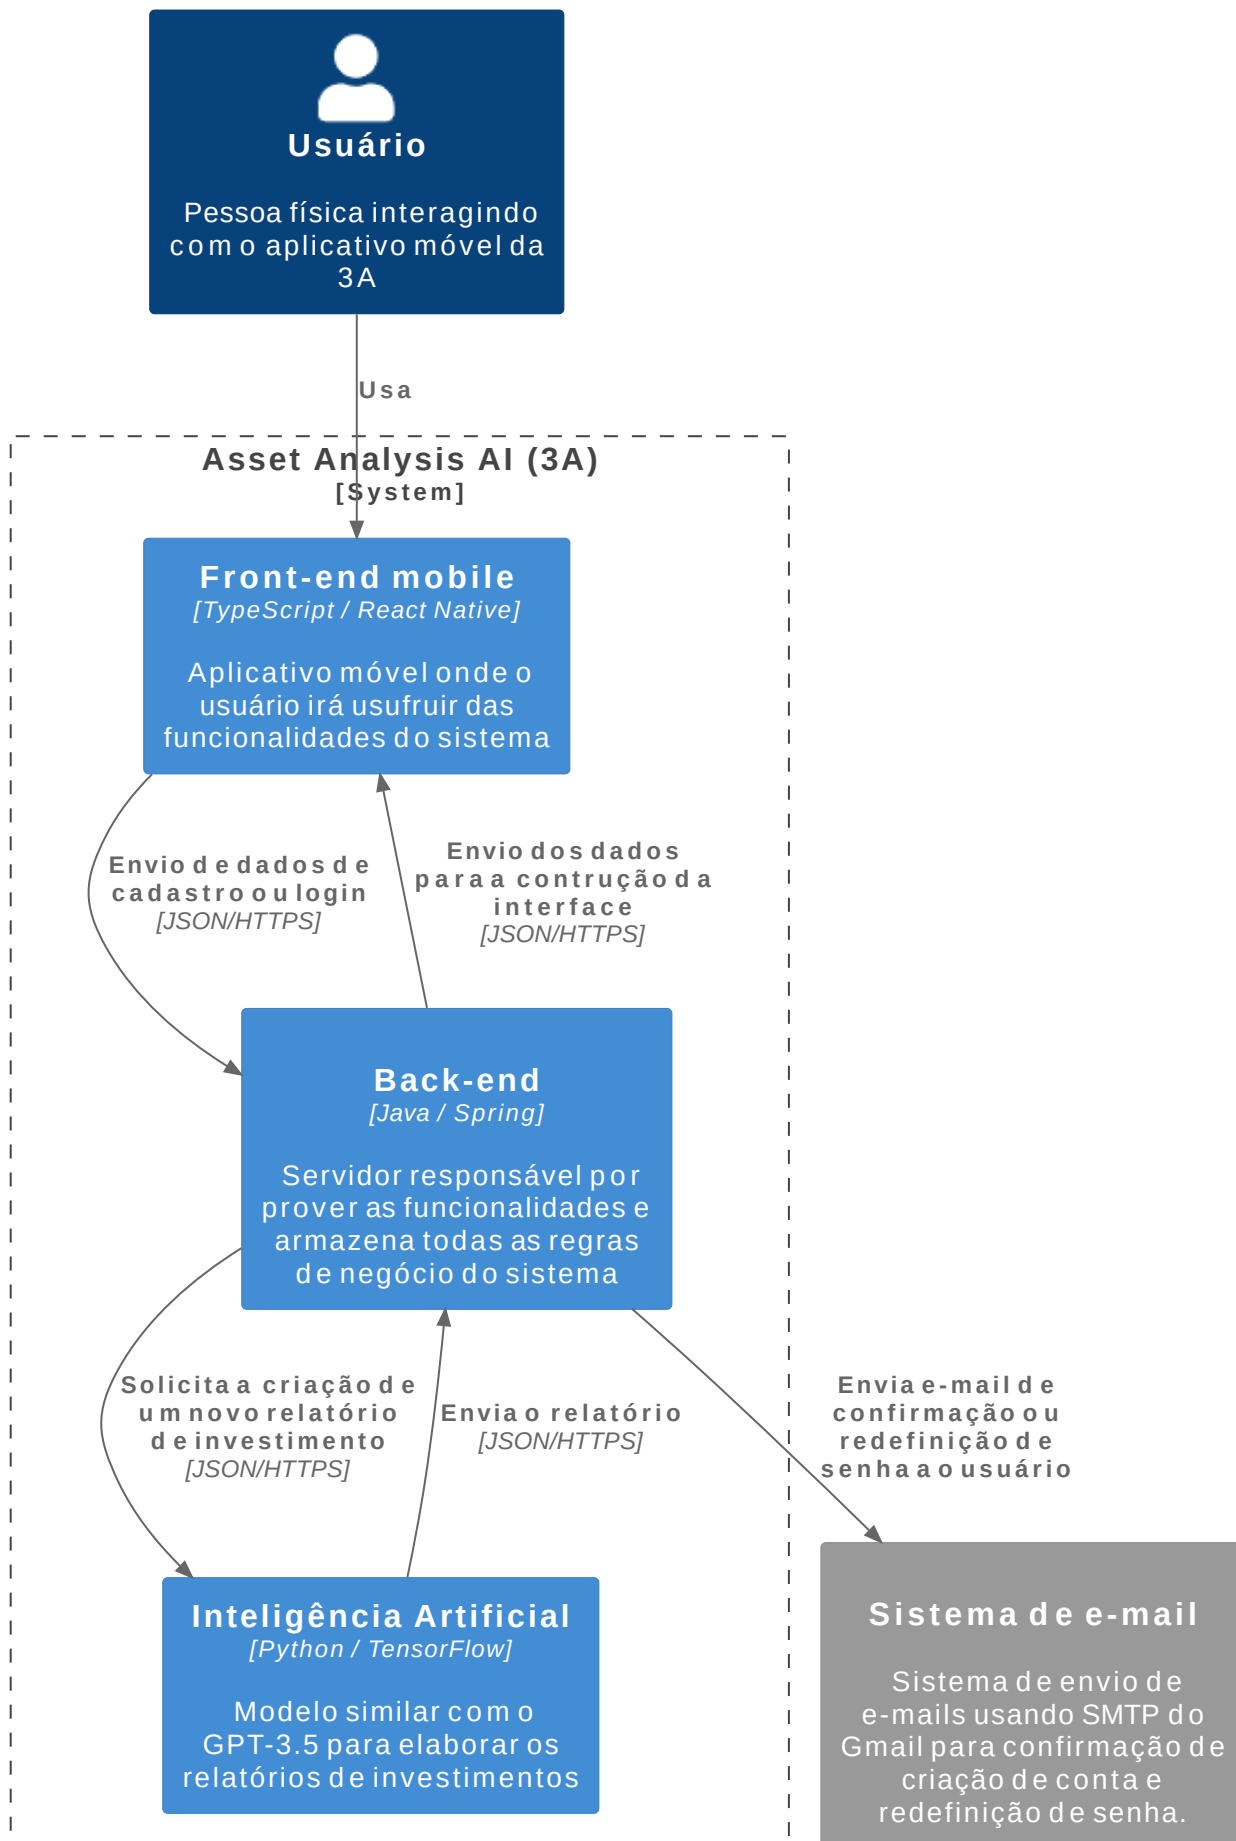 Usuário
Pessoa física interagindo
com o aplicativo móvel da
3A
Usa
Asset Analysis AI (3A)
[System]
Front-end mobile
[TypeScript / React Native]
Aplicativo móvel onde o
usuário irá usufruir das
funcionalidades do sistema
Envio de dados de
cadastro ou login
[JSON/HTTPS]
Envio dos dados
para a contrução da
interface
[JSON/HTTPS]
Back-end
[Java / Spring]
Servidor responsável por
prover as funcionalidades e
armazena todas as regras
de negócio do sistema
Solicita a criação de
um novo relatório
de investimento
[JSON/HTTPS]
Envia o relatório
[JSON/HTTPS]
Envia e-mail de
confirmação ou
redefinição de
senha ao usuário
Inteligência Artificial
[Python / TensorFlow]
Modelo similar com o
GPT-3.5 para elaborar os
relatórios de investimentos
Sistema de e-mail
Sistema de envio de
e-mails usando SMTP do
Gmail para confirmação de
criação de conta e
redefinição de senha.